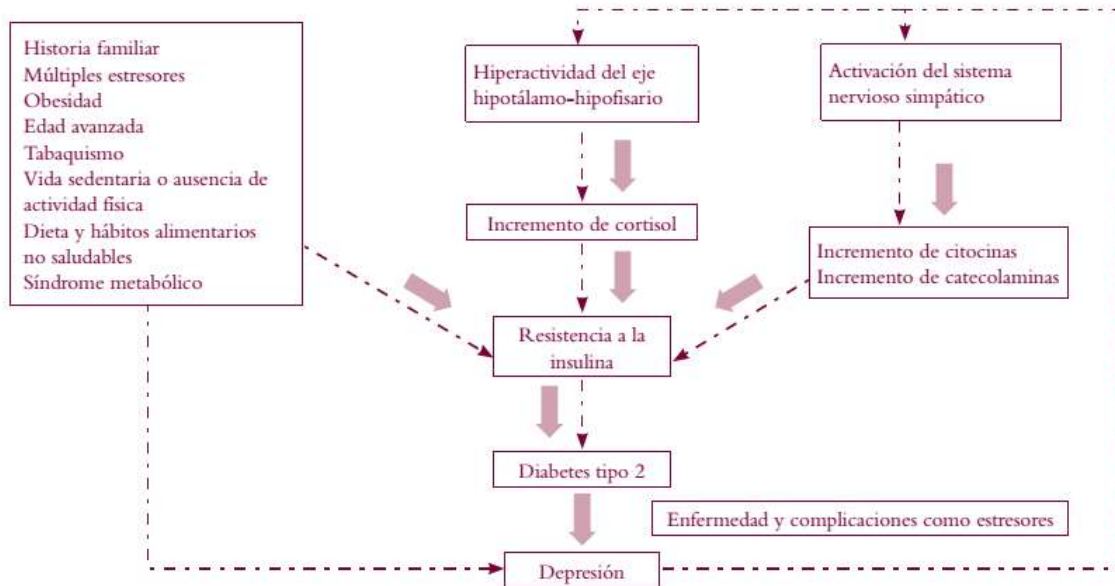 Historia familiar
Múltiples estresores
Obesidad
Edad avanzada
Tabaquismo
Vida sedentaria o ausencia de
actividad física
Dieta y hábitos alimentarios
no saludables
Síndrome metabólico
Hiperactividad del eje
hipotálamo-hipofisario
Activación del sistema
nervioso simpático
Incremento de cortisol
Incremento de citocinas
Incremento de catecolaminas
Resistencia a la
insulina
Diabetes tipo 2
Enfermedad y complicaciones como estresores
Depresión